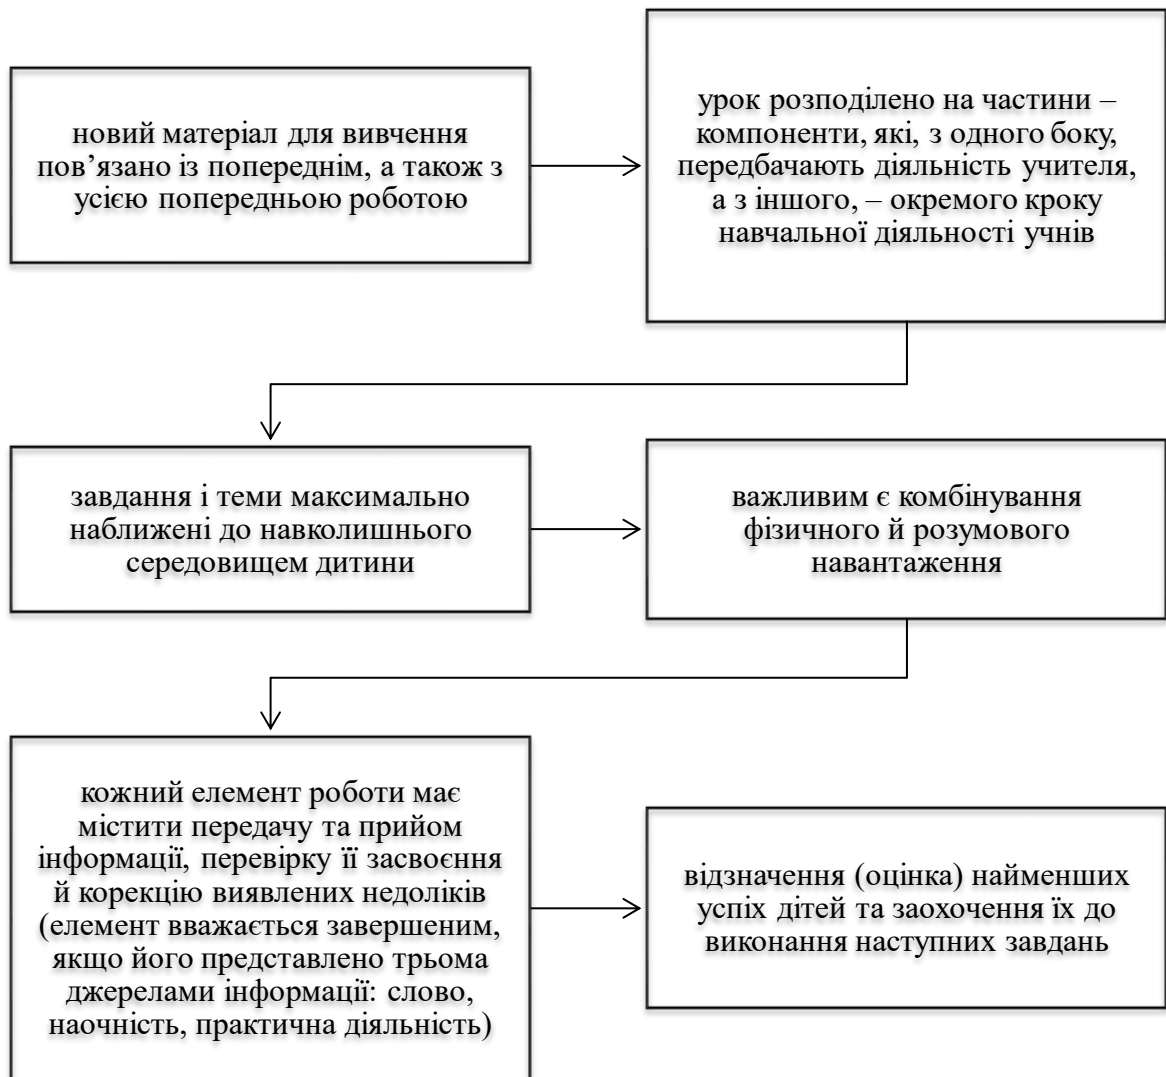 новий матеріал для вивчення
пов’язано із попереднім, а також з
усією попередньою роботою
урок розподілено на частини –
компоненти, які, з одного боку,
передбачають діяльність учителя,
а з іншого, – окремого кроку
навчальної діяльності учнів
завдання і теми максимально
наближені до навколишнього
середовищем дитини
важливим є комбінування
фізичного й розумового
навантаження
кожний елемент роботи має
містити передачу та прийом
інформації, перевірку її засвоєння
й корекцію виявлених недоліків
(елемент вважається завершеним,
якщо його представлено трьома
джерелами інформації: слово,
наочність, практична діяльність)
відзначення (оцінка) найменших
успіх дітей та заохочення їх до
виконання наступних завдань